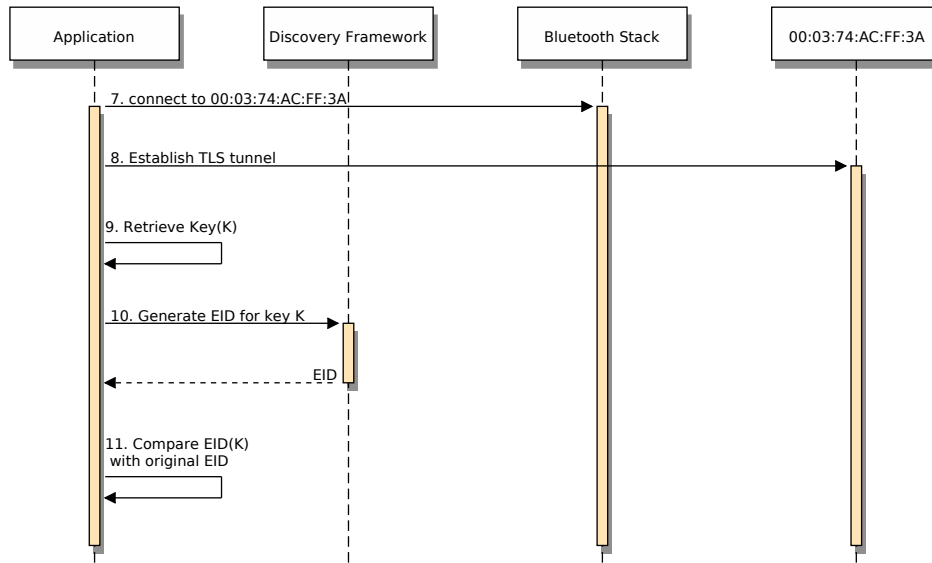 Application
Discovery Framework
Bluetooth Stack
00:03:74:AC:FF:3A
7. connect to 00:03:74:AC:FF:3A
8. Establish TLS tunnel
9. Retrieve Key(K)
10. Generate EID for key K
EID
11. Compare EID(K)
with original EID